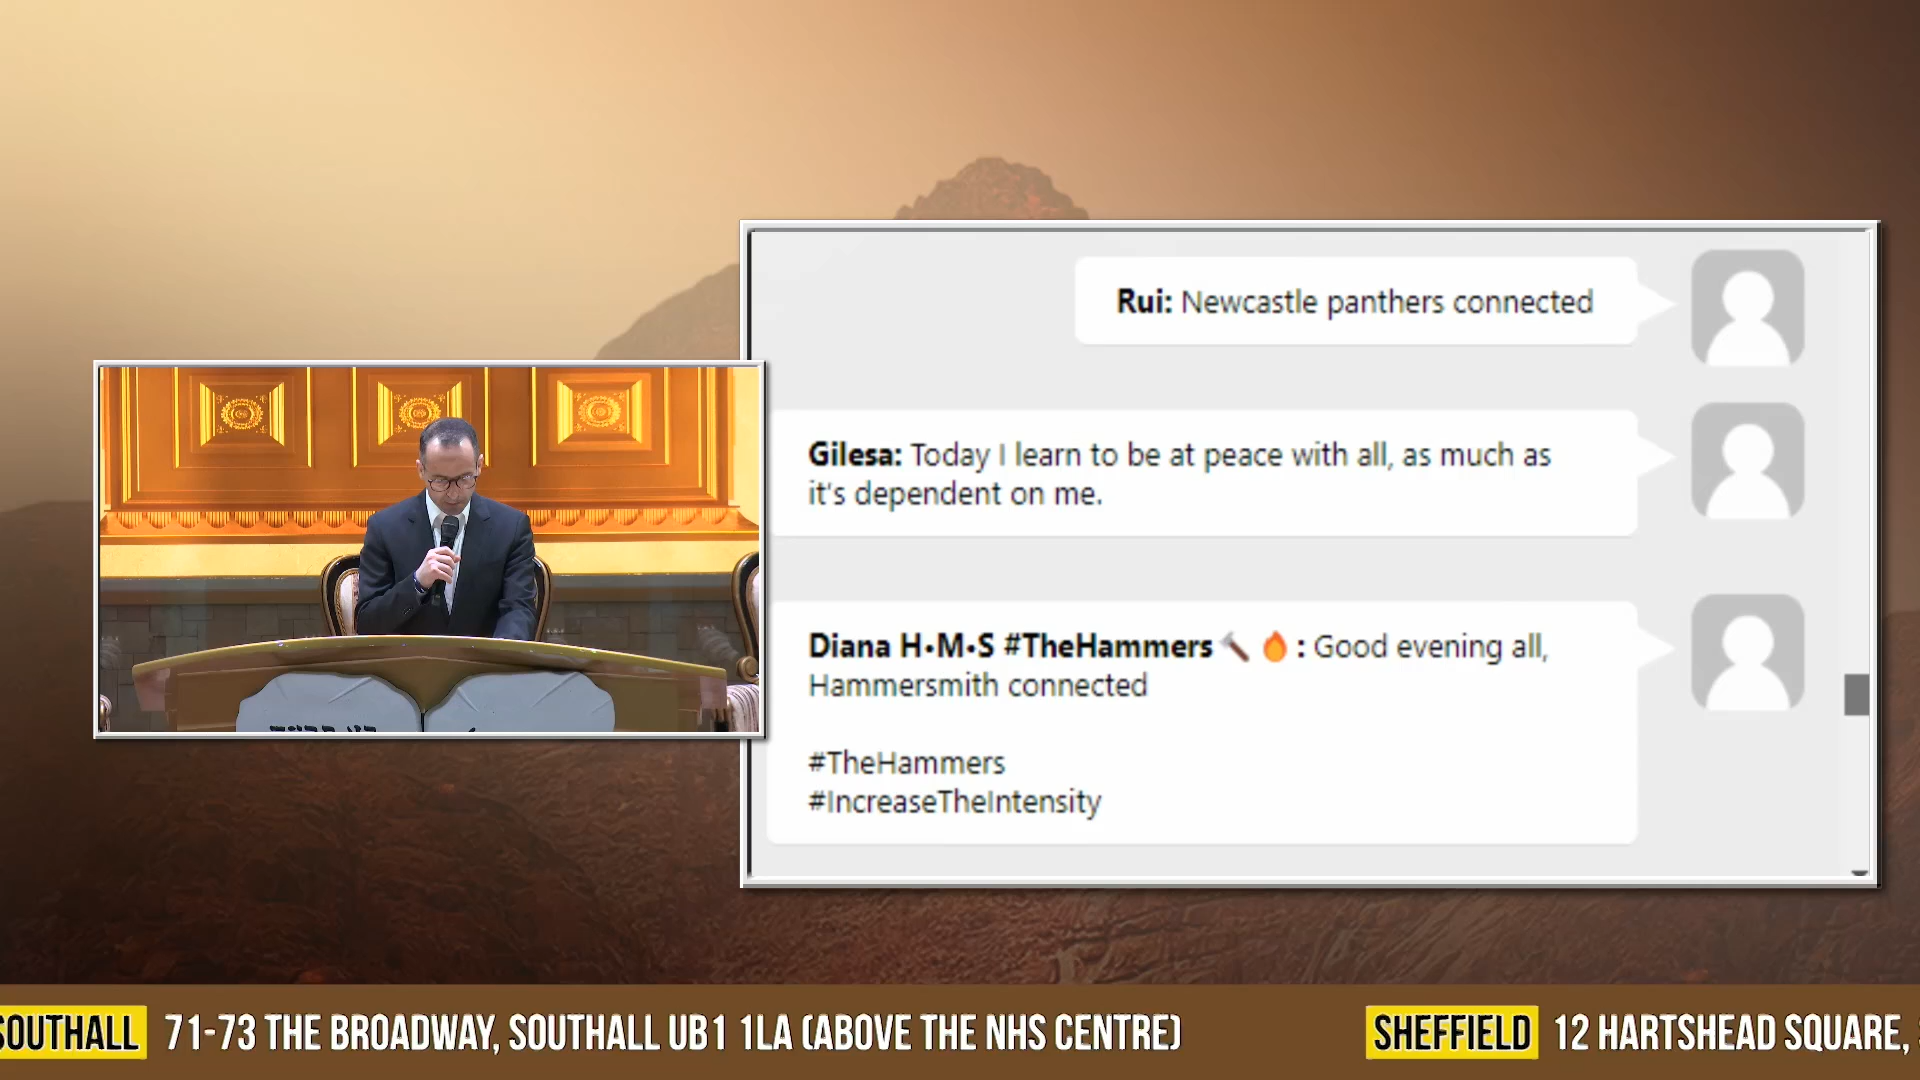 Rui: Newcastle panthers connected
Gilesa: Today I learn to be at peace with all, as much as
it's dependent on me.
Diana H•M•S #TheHammers🔨🔥: Good evening all,
Hammersmith connected
#TheHammers
#IncreaseTheIntensity
SOUTHALL 71-73 THE BROADWAY, SOUTHALL UB1 1LA (ABOVE THE NHS CENTRE) SHEFFIELD 12 HARTSHEAD SQUARE,